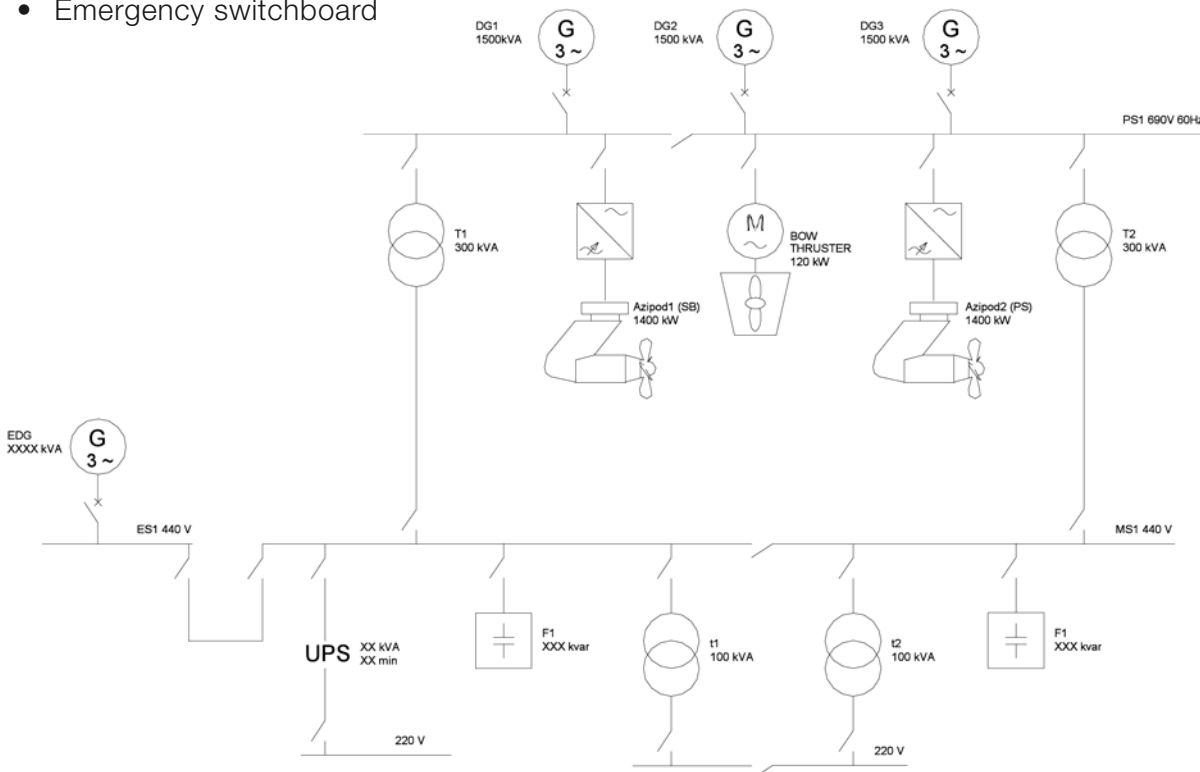 • Emergency switchboard
DG1
1500kVA
G
3 ~
DG2
1500 kVA
G
3 ~
DG3
1500 kVA
G
3 ~
PS1 690V 60Hz
T1
300 kVA
M
BOW
THRUSTER
120 kW
T2
300 kVA
Azipod1 (SB)
1400 kW
Azipod2 (PS)
1400 kW
EDG
XXXX kVA
G
3 ~
ES1 440 V
MS1 440 V
UPS
XX kVA
XX min
F1
XXX kvar
t1
100 kVA
t2
100 kVA
F1
XXX kvar
220 V
220 V